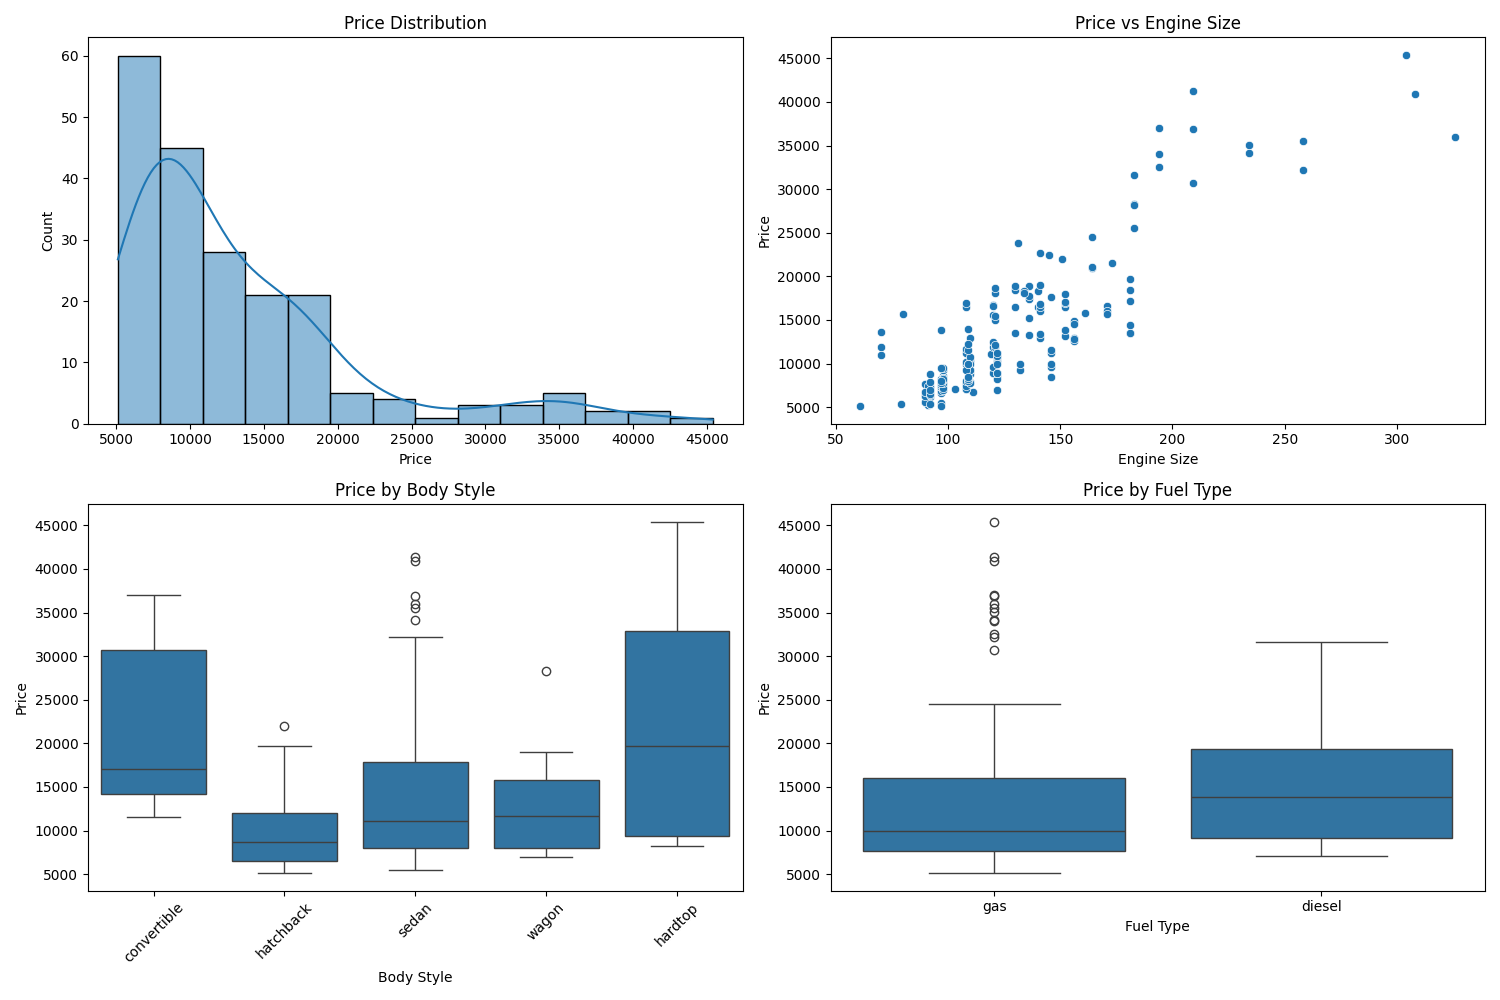 Price Distribution
60
50
40
30
20
10
0
Count
5000 10000 15000 20000 25000 30000 35000 40000 45000
Price
Price vs Engine Size
45000
40000
35000
30000
25000
20000
15000
10000
5000
Price
50 100 150 200 250 300
Engine Size
Price by Body Style
45000
40000
35000
30000
25000
20000
15000
10000
5000
Price
convertible hatchback sedan wagon hardtop
Body Style
Price by Fuel Type
45000
40000
35000
30000
25000
20000
15000
10000
5000
Price
gas diesel
Fuel Type